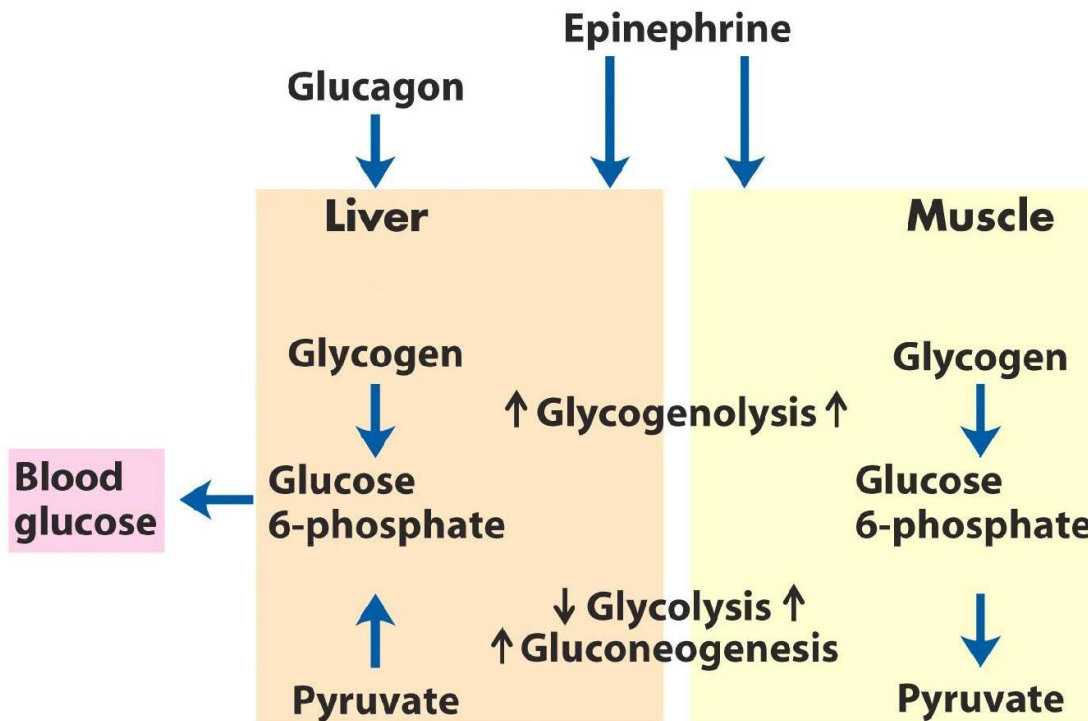 Epinephrine
Glucagon
Liver
Muscle
Glycogen
Glycogen
↑ Glycogenolysis ↑
Blood
glucose
Glucose
6-phosphate
Glucose
6-phosphate
↓ Glycolysis ↑
↑ Gluconeogenesis
Pyruvate
Pyruvate